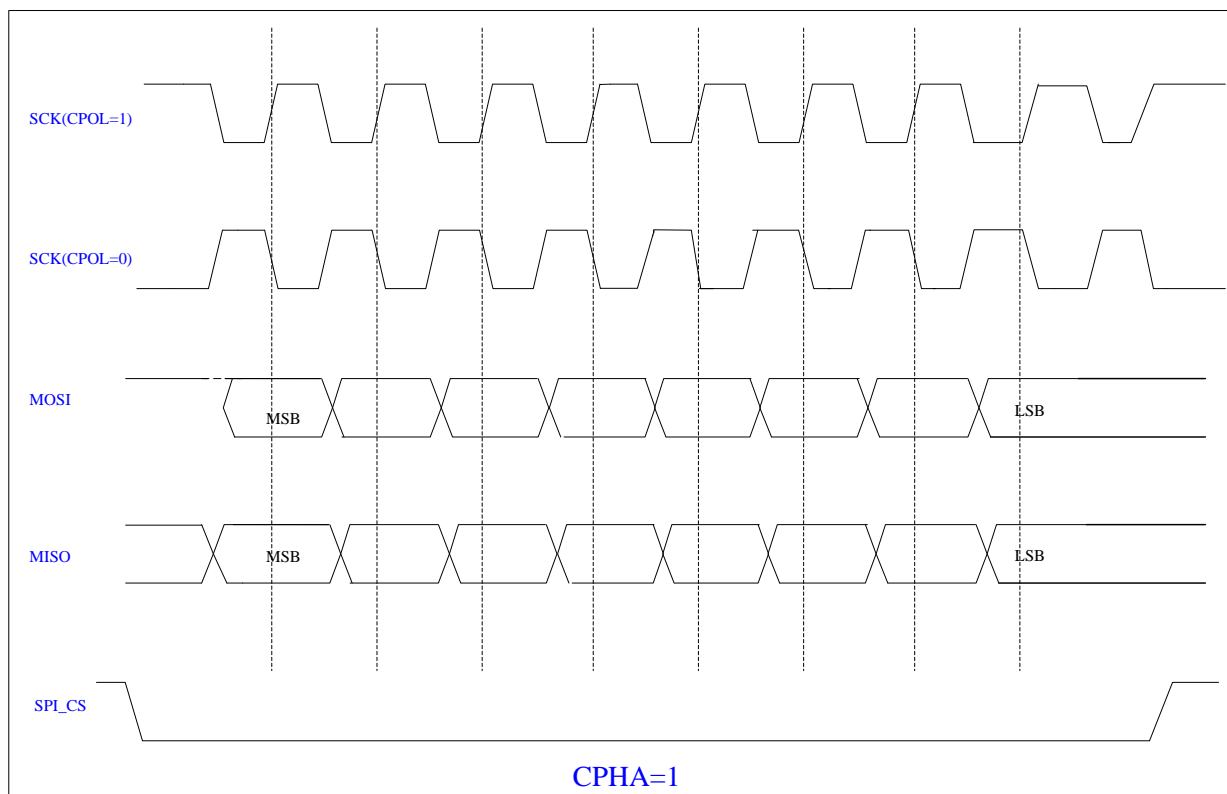 SCK(CPOL=1)
SCK(CPOL=0)
MOSI
MSB
LSB
MISO
MSB
LSB
SPI_CS
CPHA=1